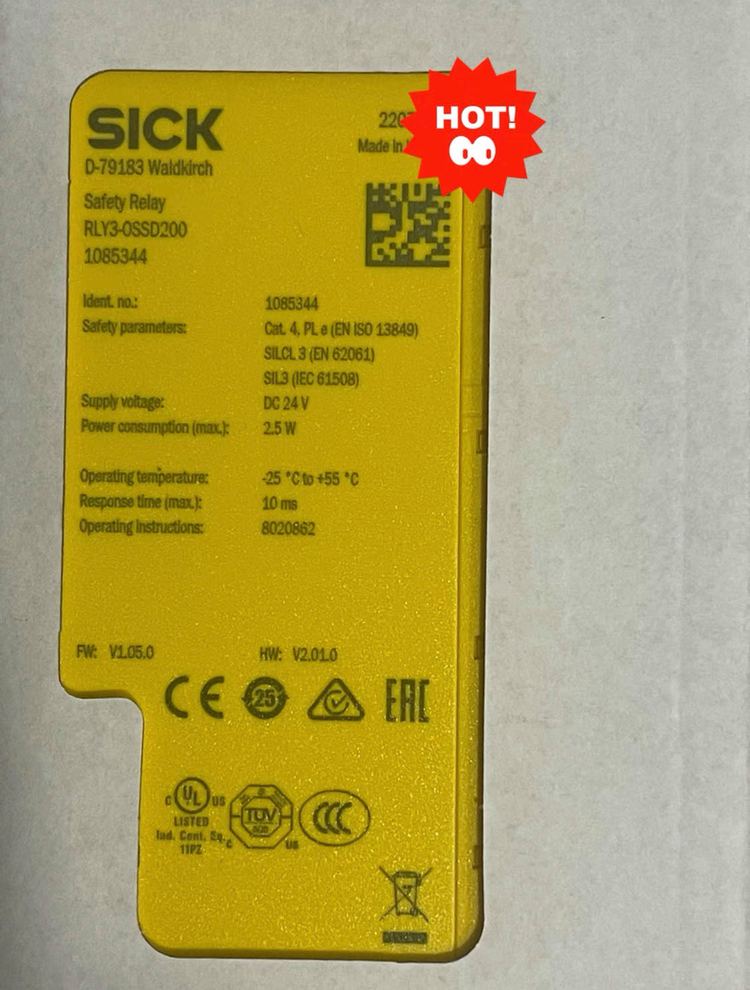 SICK
D-79183 Waldkirch
HOT!
Made in
Safety Relay
RLY3-OSSD200
1085344
Ident. no.: 1085344
Safety parameters: Cat. 4, PL e (EN ISO 13849)
SILCL 3 (EN 62061)
SIL3 (IEC 61508)
Supply voltage: DC 24 V
Power consumption (max.): 2.5 W
Operating temperature: -25 °C to +55 °C
Response time (max.): 10 ms
Operating instructions: 8020862
FW: V1.05.0 HW: V2.01.0
CE 25 EAC
C UL US
LISTED
Ind. Cont. Eq.
11PZ
TÜV
SÜD
C US
CCC